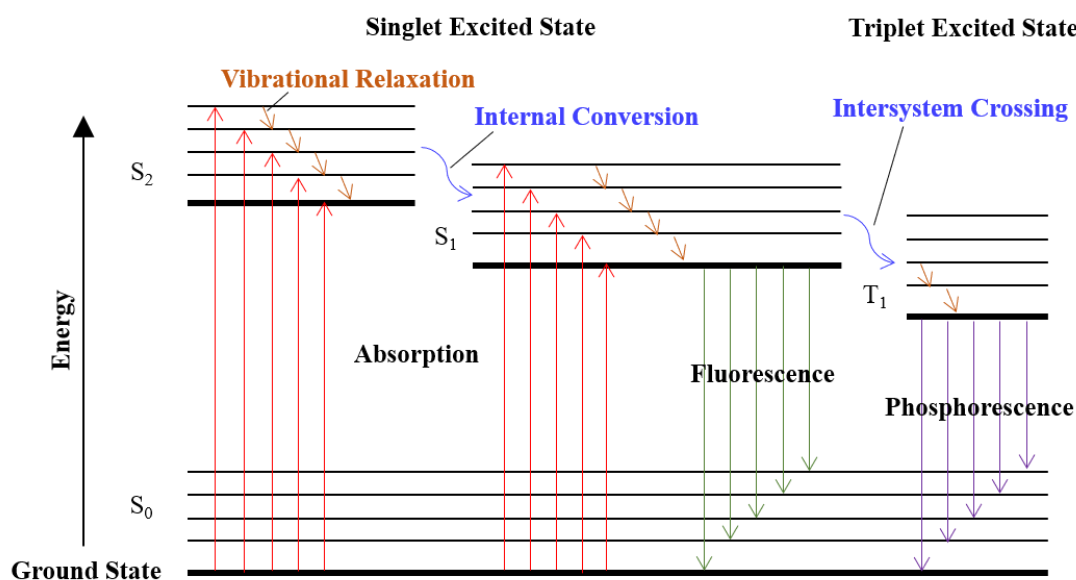 Singlet Excited State
Triplet Excited State
Vibrational Relaxation
Internal Conversion
Intersystem Crossing
S2
S1
T1
Energy
Absorption
Fluorescence
Phosphorescence
S0
Ground State